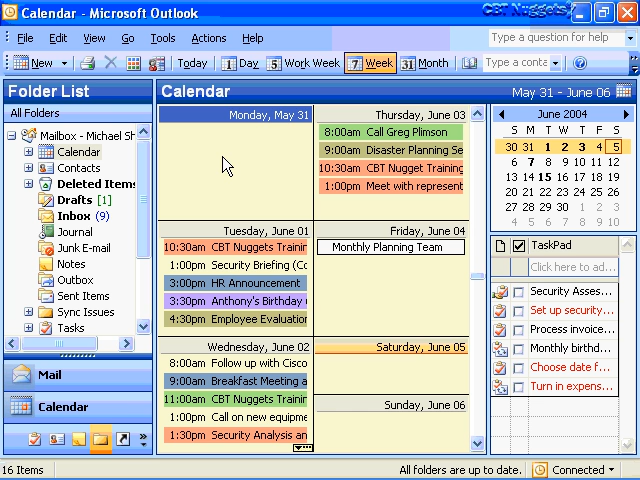 Calendar - Microsoft Outlook
CBT Nuggets
File Edit View Go Tools Actions Help
Type a question for help
New Today 1 Day 5 Work Week 7 Week 31 Month Type a conta
Folder List
All Folders
Mailbox - Michael Sh
Calendar
Contacts
Deleted Items
Drafts [1]
Inbox (9)
Journal
Junk E-mail
Notes
Outbox
Sent Items
Sync Issues
Tasks
Mail
Calendar
Calendar May 31 - June 06
Monday, May 31
Tuesday, June 01
10:30am CBT Nuggets Trainin
1:00pm Security Briefing (Co
3:00pm HR Announcement
3:30pm Anthony's Birthday
4:30pm Employee Evaluation
Wednesday, June 02
8:00am Follow up with Cisco
9:00am Breakfast Meeting a
11:00am CBT Nuggets Trainin
1:00pm Call on new equipme
1:30pm Security Analysis an
Thursday, June 03
8:00am Call Greg Plimson
9:00am Disaster Planning Se
10:30am CBT Nugget Training
1:00pm Meet with represent
Friday, June 04
Monthly Planning Team
Saturday, June 05
Sunday, June 06
June 2004
S M T W T F S
30 31 1 2 3 4 5
6 7 8 9 10 11 12
13 14 15 16 17 18 19
20 21 22 23 24 25 26
27 28 29 30 1 2 3
4 5 6 7 8 9 10
TaskPad
Click here to ad...
Security Asses...
Set up security...
Process invoice...
Monthly birthd...
Choose date f...
Turn in expens...
16 Items
All folders are up to date. Connected